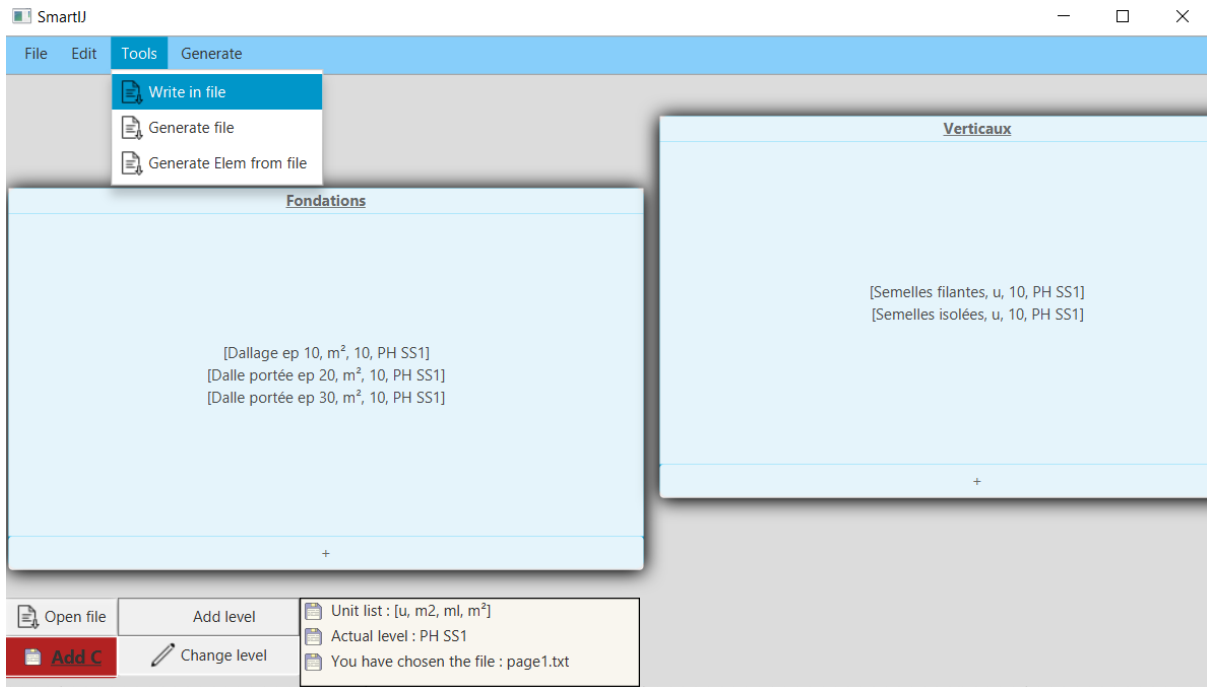 SmartIJ
File Edit Tools Generate
Write in file
Generate file
Generate Elem from file
Fondations
[Dallage ep 10, m², 10, PH SS1]
[Dalle portée ep 20, m², 10, PH SS1]
[Dalle portée ep 30, m², 10, PH SS1]
+
Verticaux
[Semelles filantes, u, 10, PH SS1]
[Semelles isolées, u, 10, PH SS1]
+
Open file
Add level
Add C
Change level
Unit list : [u, m2, ml, m²]
Actual level : PH SS1
You have chosen the file : page1.txt